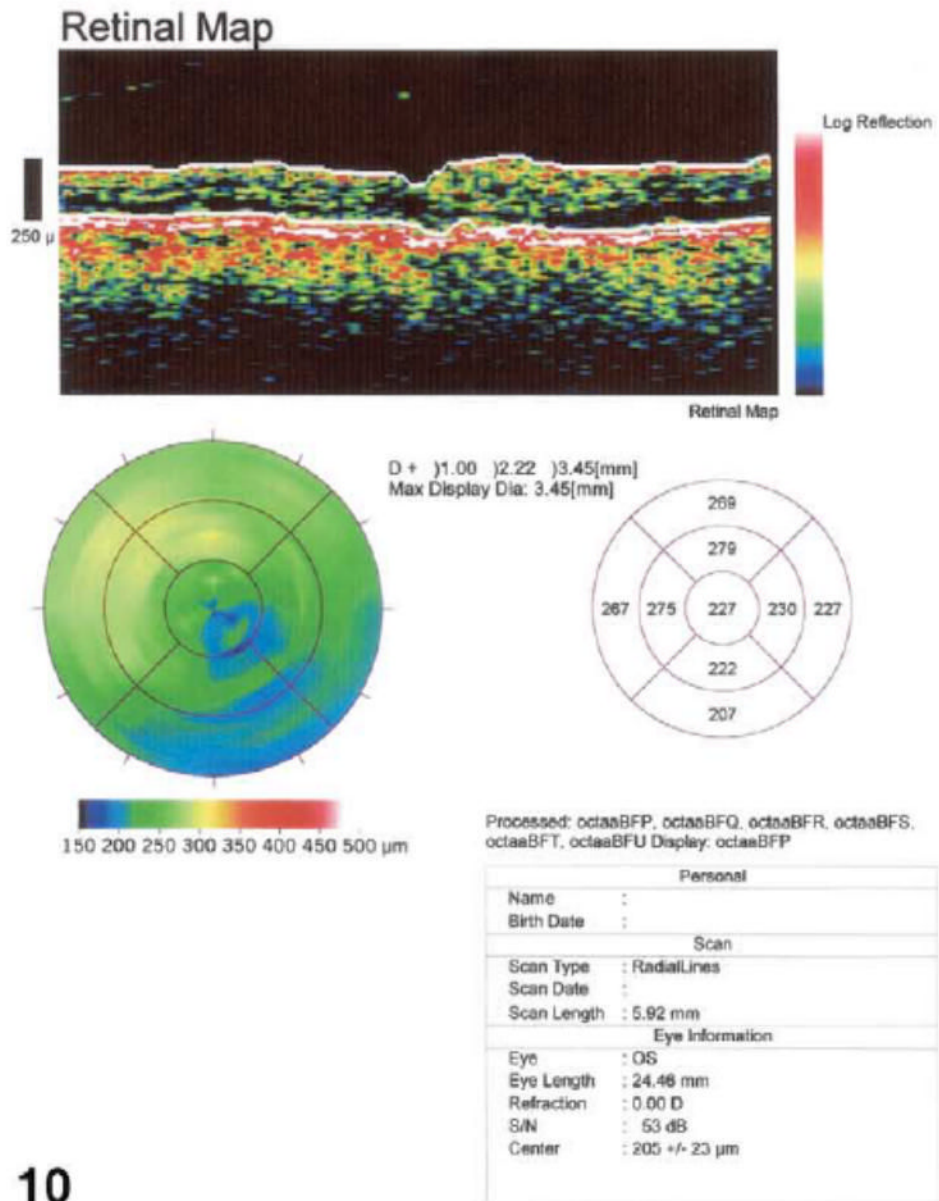 Retinal Map
Log Reflection
250 µ
Retinal Map
D + )1.00 )2.22 )3.45[mm]
Max Display Dia: 3.45[mm]
269
279
267 275 227 230 227
222
207
150 200 250 300 350 400 450 500 µm
Processed: octaaBFP, octaaBFQ, octaaBFR, octaaBFS,
octaaBFT, octaaBFU Display: octaaBFP
Personal
Name :
Birth Date :
Scan
Scan Type : RadialLines
Scan Date :
Scan Length : 5.92 mm
Eye Information
Eye : OS
Eye Length : 24.46 mm
Refraction : 0.00 D
S/N : 53 dB
Center : 205 +/- 23 µm
10